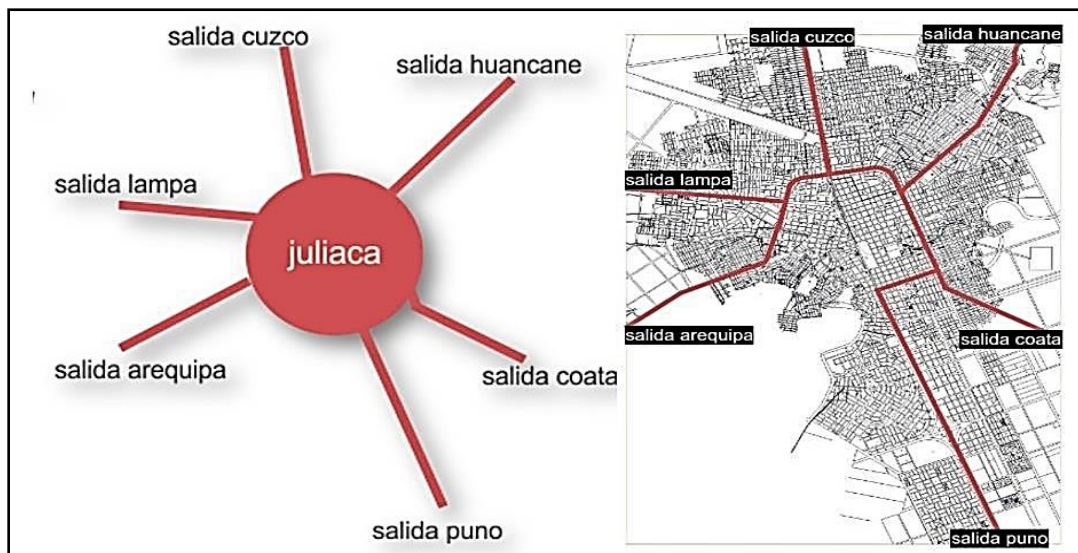 salida cuzco
salida huancane
salida lampa
juliaca
salida arequipa
salida coata
salida puno
salida cuzco
salida huancane
salida lampa
salida arequipa
salida coata
salida puno